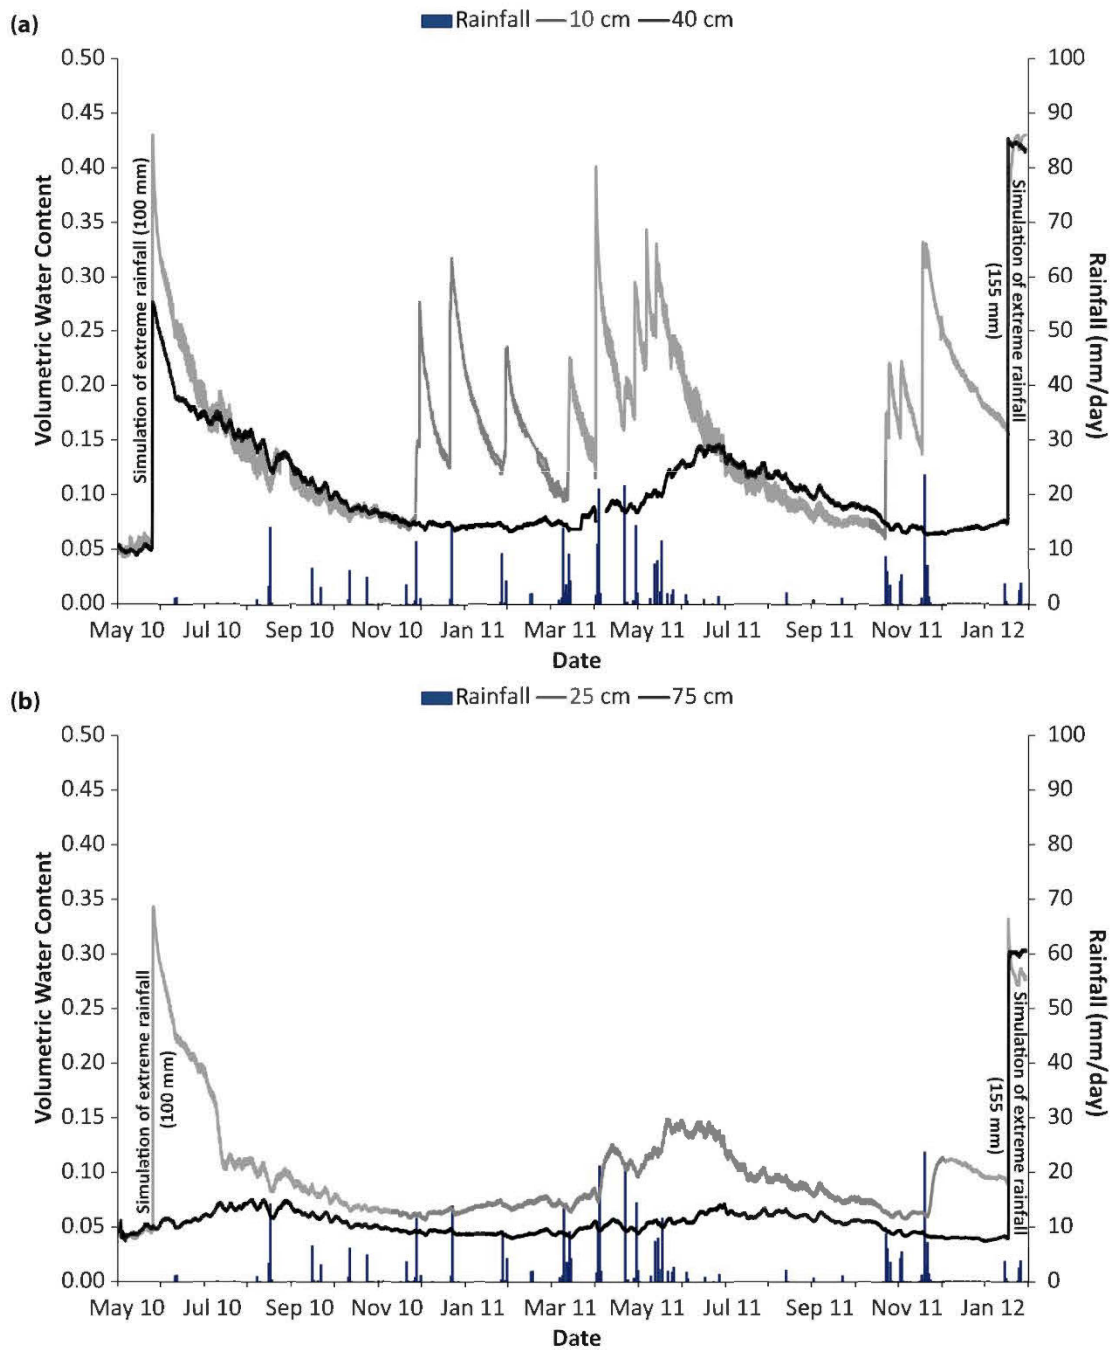 (a)
Rainfall 10 cm 40 cm
0.50
0.45
0.40
0.35
0.30
0.25
0.20
0.15
0.10
0.05
0.00
Volumetric Water Content
Simulation of extreme rainfall (100 mm)
Simulation of extreme rainfall
(155 mm)
100
90
80
70
60
50
40
30
20
10
0
Rainfall (mm/day)
May 10 Jul 10 Sep 10 Nov 10 Jan 11 Mar 11 May 11 Jul 11 Sep 11 Nov 11 Jan 12
Date
(b)
Rainfall 25 cm 75 cm
0.50
0.45
0.40
0.35
0.30
0.25
0.20
0.15
0.10
0.05
0.00
Volumetric Water Content
Simulation of extreme rainfall
(100 mm)
Simulation of extreme rainfall
(155 mm)
100
90
80
70
60
50
40
30
20
10
0
Rainfall (mm/day)
May 10 Jul 10 Sep 10 Nov 10 Jan 11 Mar 11 May 11 Jul 11 Sep 11 Nov 11 Jan 12
Date